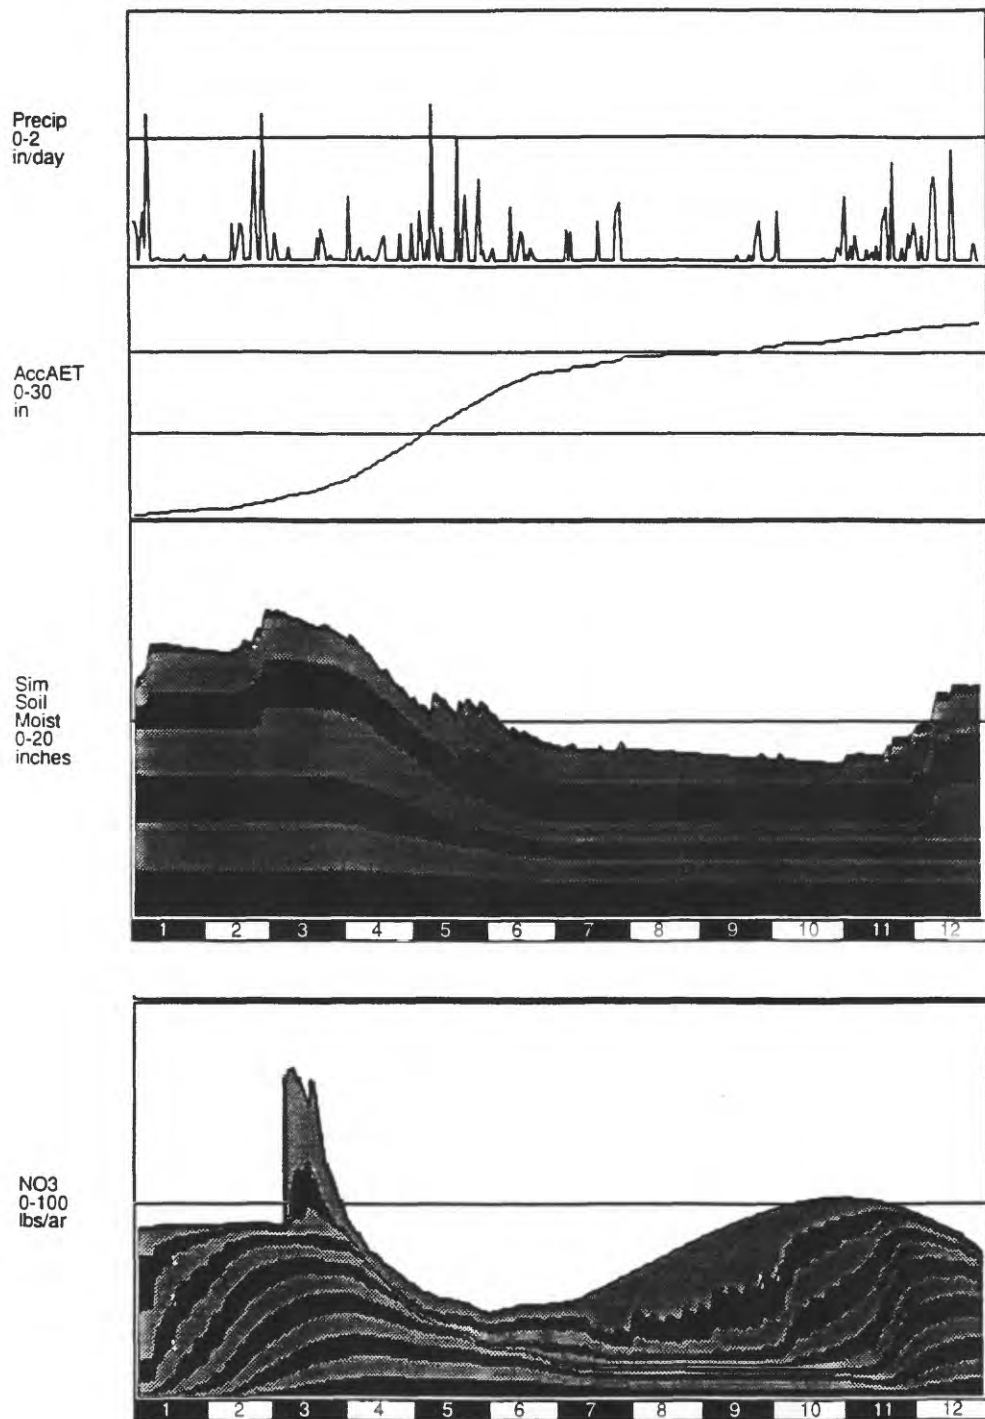 Precip
0-2
in/day
AccAET
0-30
in
Sim
Soil
Moist
0-20
inches
1 2 3 4 5 6 7 8 9 10 11 12
NO3
0-100
lbs/ar
1 2 3 4 5 6 7 8 9 10 11 12